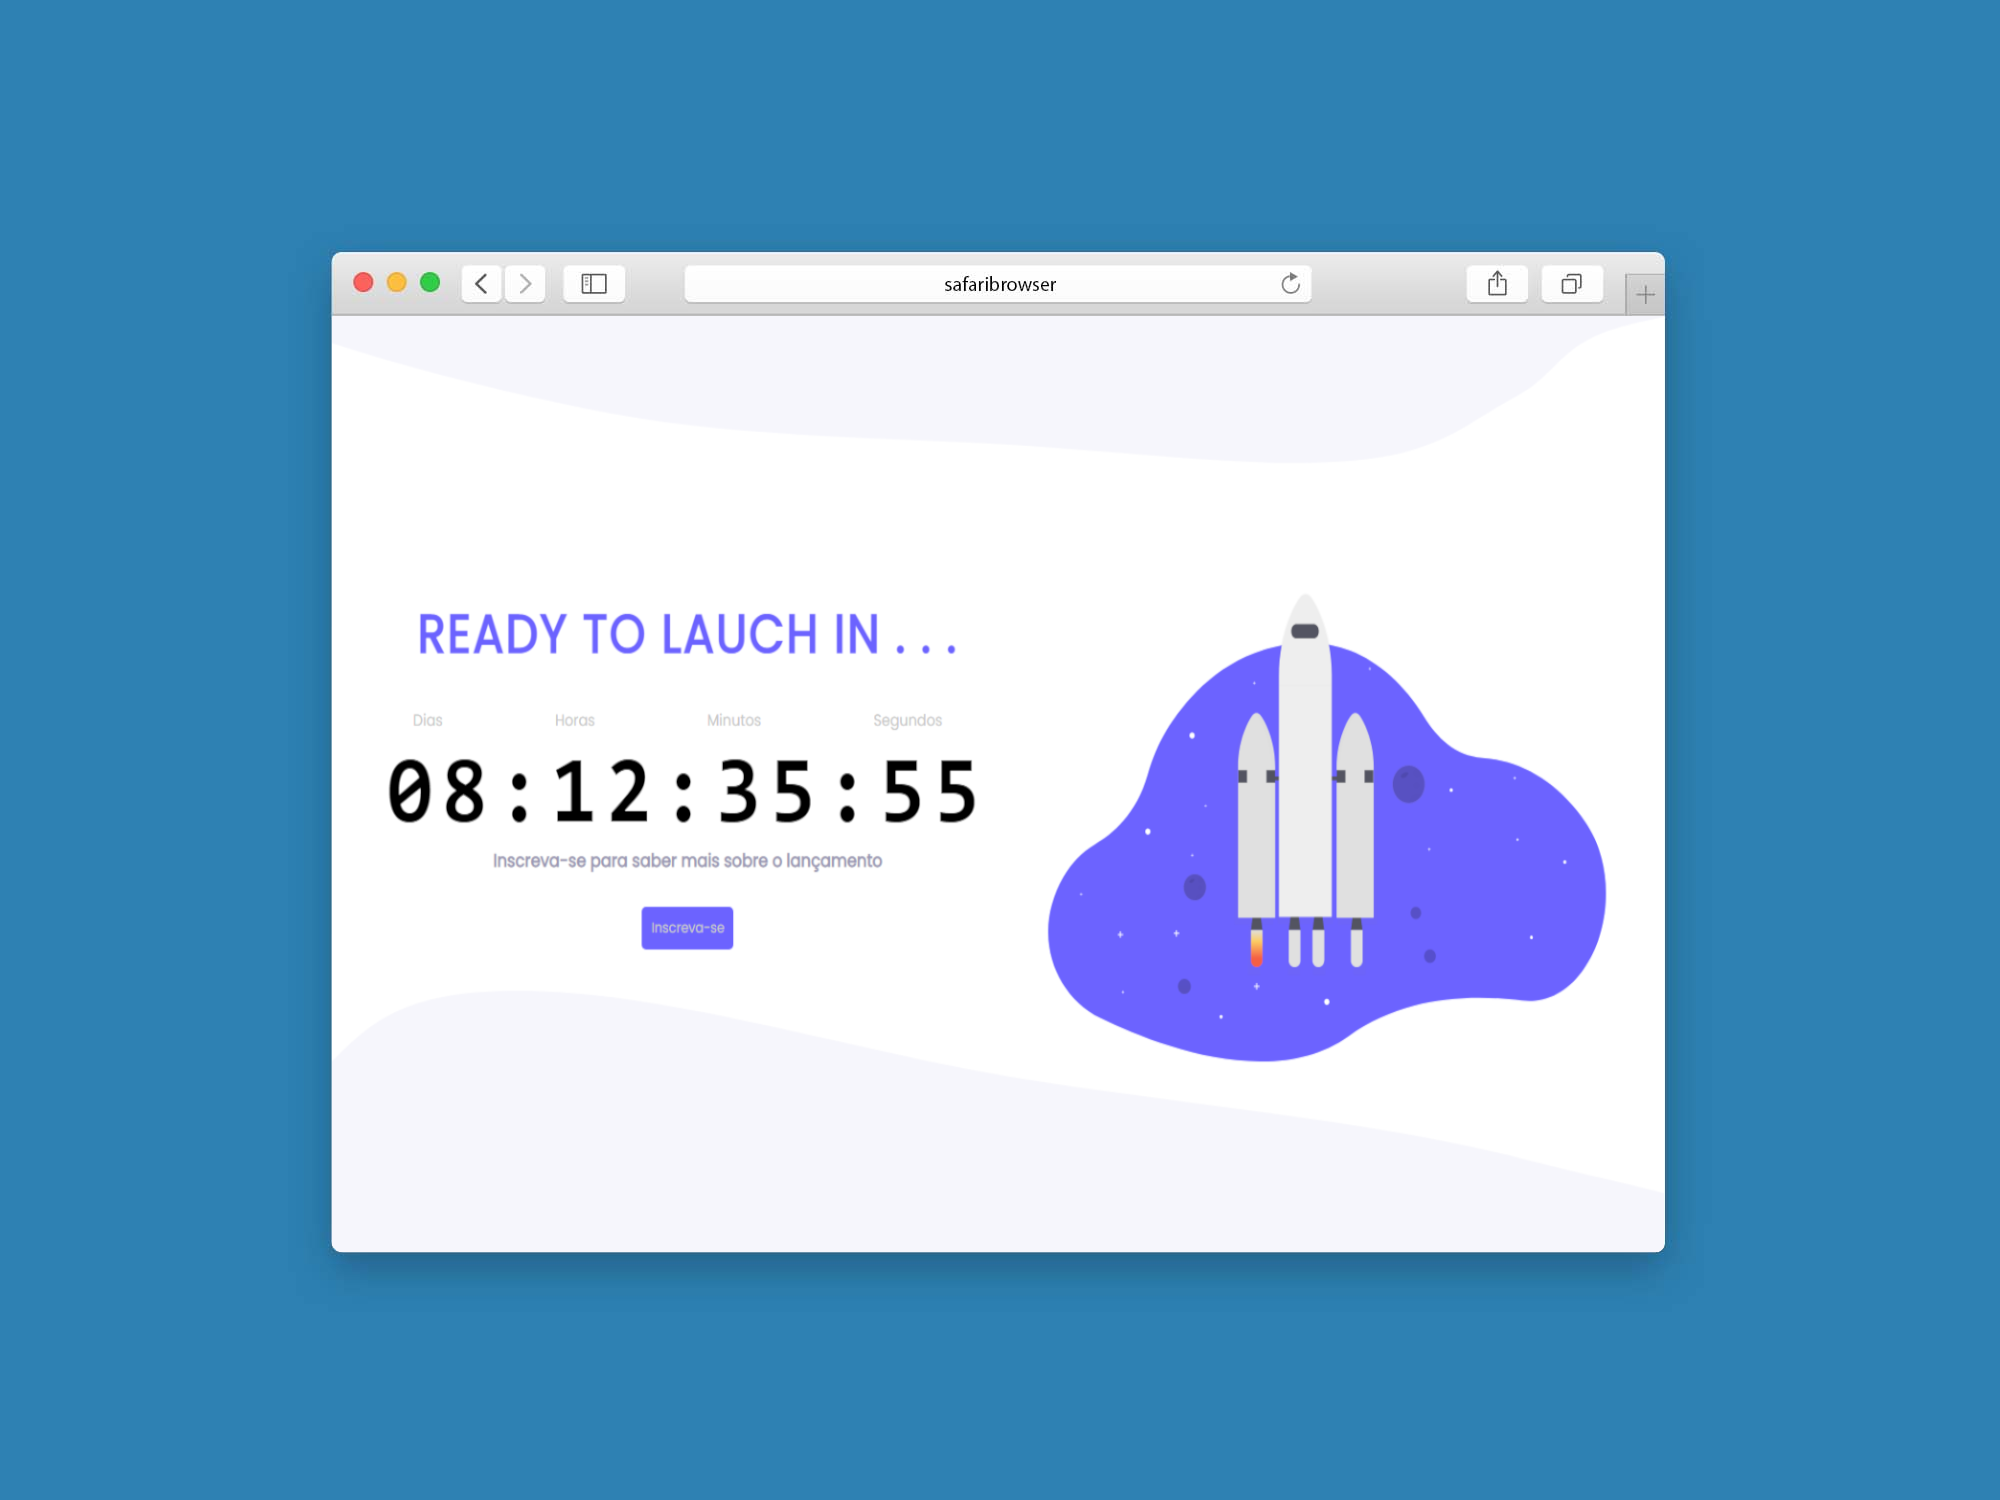 safaribrowser
READY TO LAUCH IN . . .
Dias Horas Minutos Segundos
08:12:35:55
Inscreva-se para saber mais sobre o lançamento
Inscreva-se